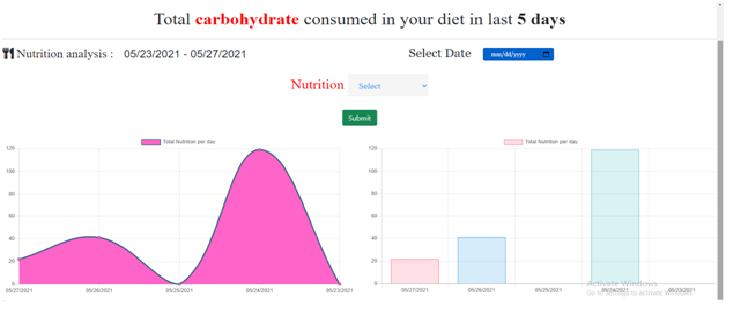 Total carbohydrate consumed in your diet in last 5 days
Nutrition analysis : 05/23/2021 - 05/27/2021
Select Date mm/dd/yyyy
Nutrition Select
Submit
Total Nutrition per day
120
100
80
60
40
20
0
05/27/2021 05/26/2021 05/25/2021 05/24/2021 05/23/2021
Total Nutrition per day
120
100
80
60
40
20
0
05/27/2021 05/26/2021 05/25/2021 05/24/2021 05/23/2021
Activate Windows
Go to Settings to activate Windows.